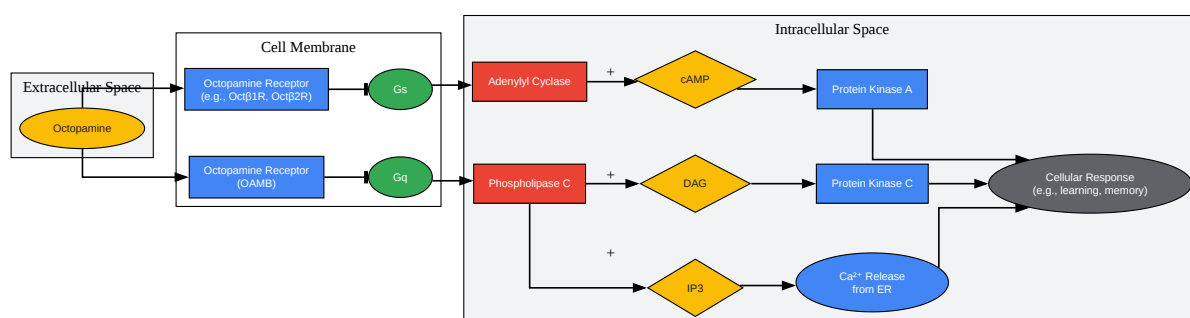 Extracellular Space
Octopamine
Cell Membrane
Octopamine Receptor
(e.g., Octβ1R, Octβ2R)
Gs
Octopamine Receptor
(OAMB)
Gq
Intracellular Space
Adenylyl Cyclase
+
cAMP
Protein Kinase A
Phospholipase C
+
DAG
Protein Kinase C
Cellular Response
(e.g., learning, memory)
+
IP3
Ca²⁺ Release
from ER